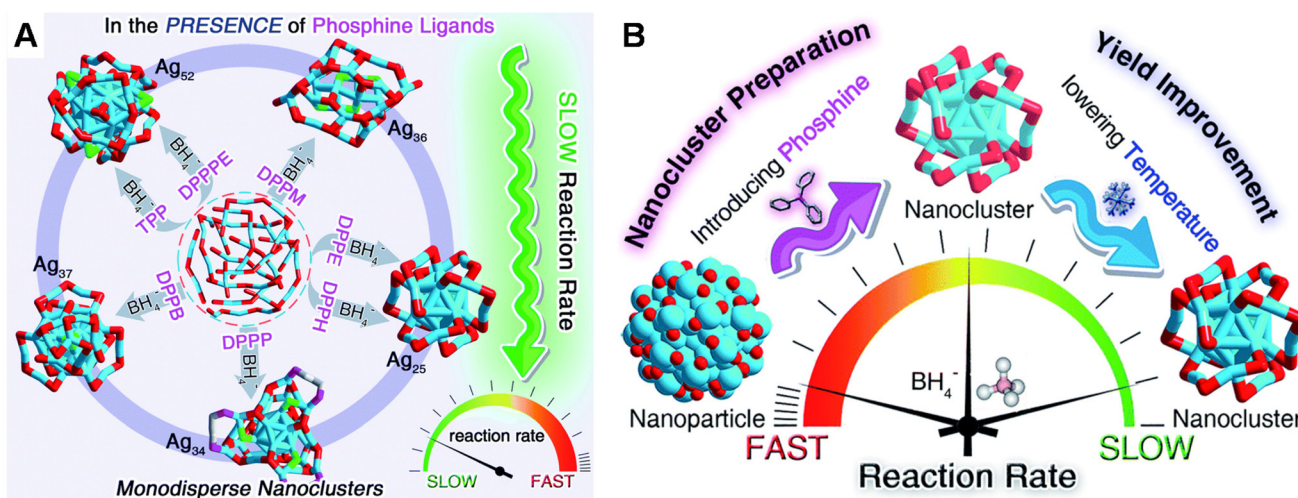 A
In the PRESENCE of Phosphine Ligands
Ag52
Ag36
BH4-
DPPPE
BH4-
TPP
BH4-
DPPM
DPPE
BH4-
DPPH
BH4-
Ag37
BH4-
DPPB
DPPP
BH4-
Ag25
Ag34
Monodisperse Nanoclusters
SLOW Reaction Rate
reaction rate
SLOW
FAST
B
Nanocluster Preparation
Introducing Phosphine
Nanocluster
Yield Improvement
lowering Temperature
Nanoparticle
BH4-
Nanocluster
FAST
SLOW
Reaction Rate